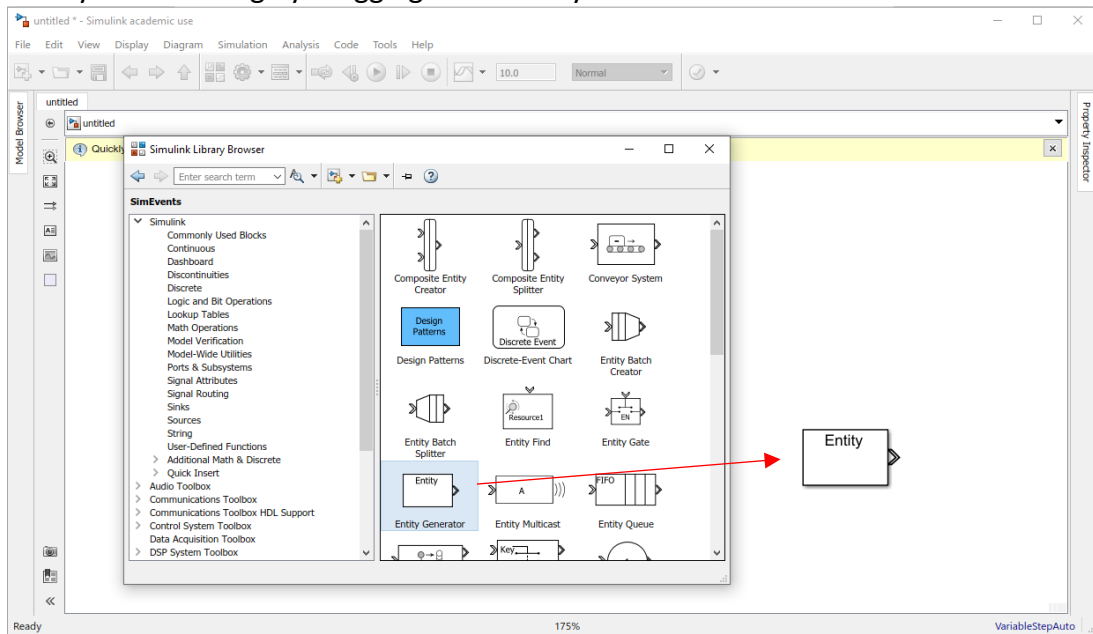 untitled * - Simulink academic use
File Edit View Display Diagram Simulation Analysis Code Tools Help
10.0 Normal
Model Browser
untitled
untitled
Property Inspector
Quickly
Simulink Library Browser
Enter search term
SimEvents
Simulink
Commonly Used Blocks
Continuous
Dashboard
Discontinuities
Discrete
Logic and Bit Operations
Lookup Tables
Math Operations
Model Verification
Model-Wide Utilities
Ports & Subsystems
Signal Attributes
Signal Routing
Sinks
Sources
String
User-Defined Functions
Additional Math & Discrete
Quick Insert
Audio Toolbox
Communications Toolbox
Communications Toolbox HDL Support
Control System Toolbox
Data Acquisition Toolbox
DSP System Toolbox
Composite Entity
Creator
Composite Entity
Splitter
Conveyor System
Design
Patterns
Design Patterns
Discrete Event
Discrete-Event Chart
Entity Batch
Creator
Entity Batch
Splitter
Resource1
Entity Find
EN
Entity Gate
Entity
Entity Generator
A
Entity Multicast
FIFO
Entity Queue
Key
Entity
Ready
175%
VariableStepAuto